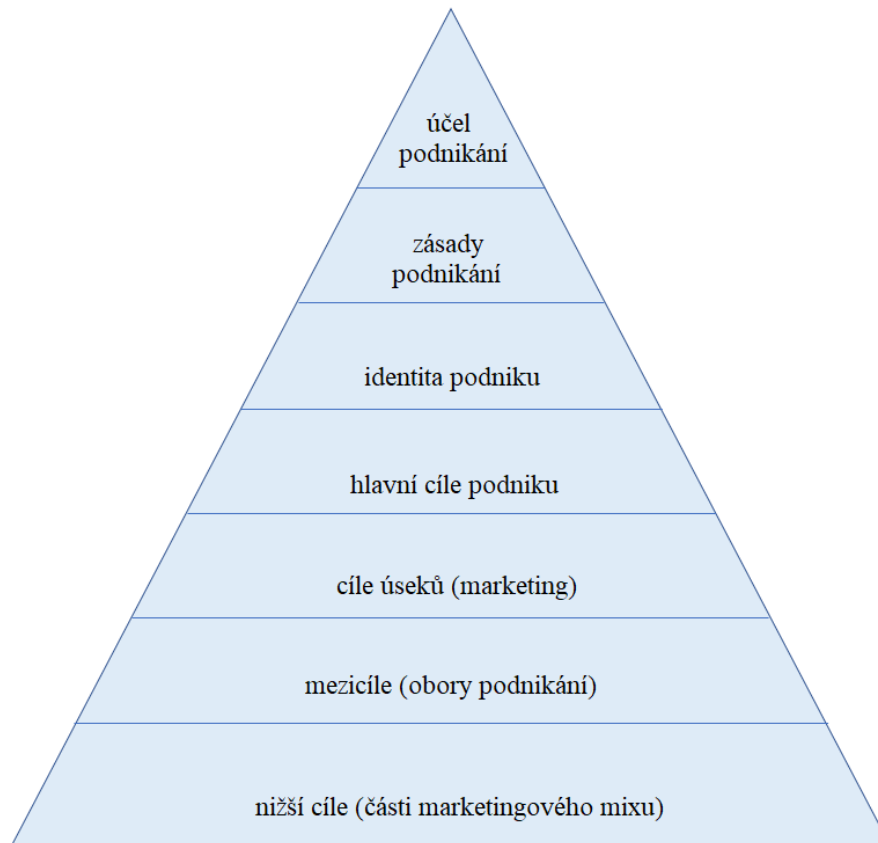 účel
podnikání
zásady
podnikání
identita podniku
hlavní cíle podniku
cíle úseků (marketing)
mezicíle (obory podnikání)
nižší cíle (části marketingového mixu)